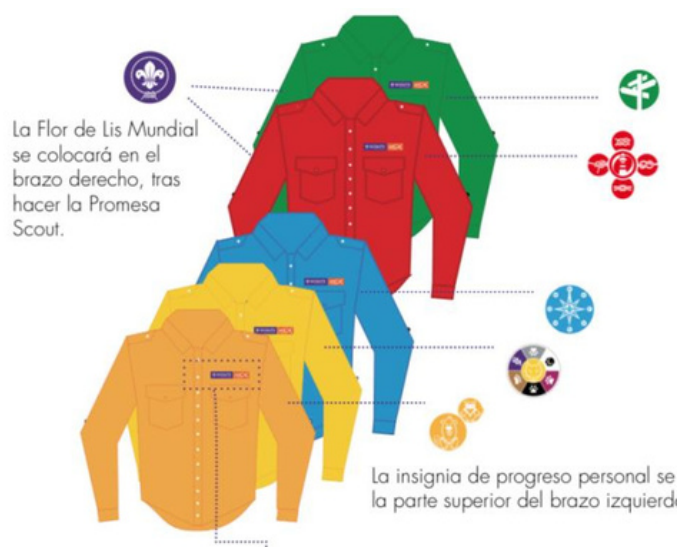 La Flor de Lis Mundial
se colocará en el
brazo derecho, tras
hacer la Promesa
Scout.
La insignia de progreso personal se
la parte superior del brazo